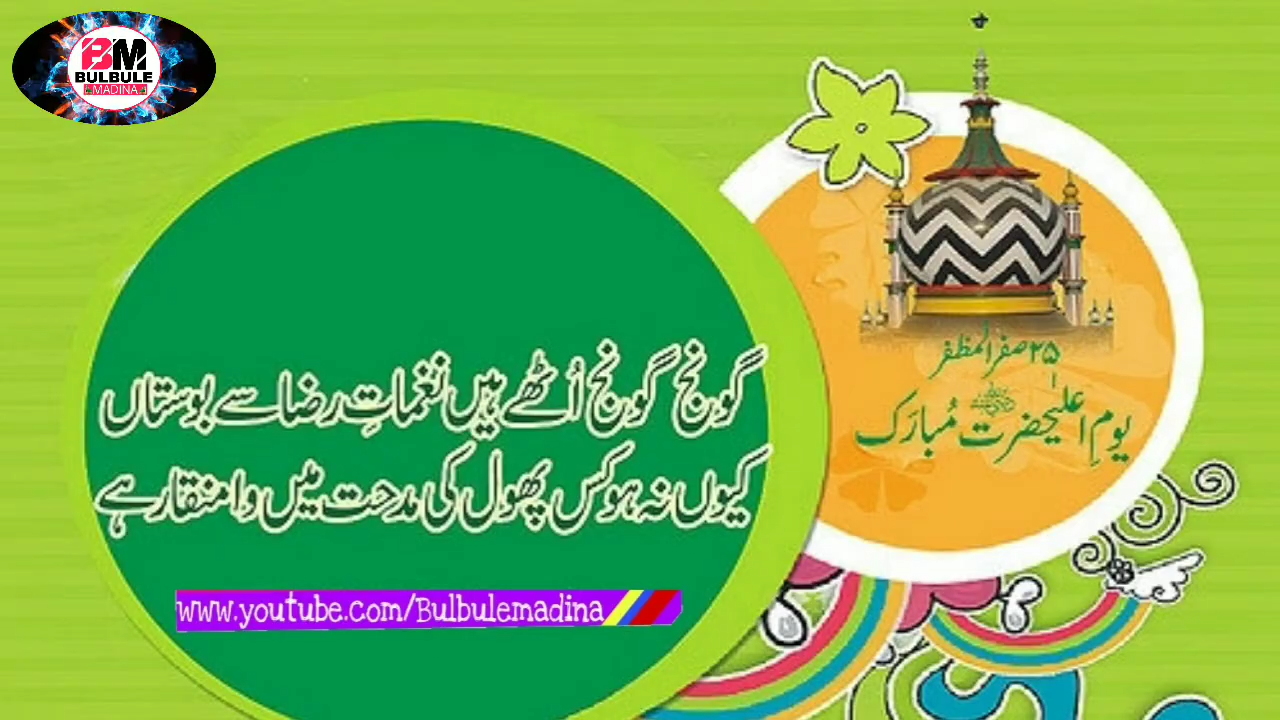 BM
BULBULE
MADINA
گونج گونج اُٹھے ہیں نغماتِ رضا سے بوستاں
کیوں نہ ہو کس پھول کی مدحت میں وا منقار ہے
www.youtube.com/Bulbulemadina
۲۵ صفر المظفر
یومِ اعلیٰحضرت مُبارَک